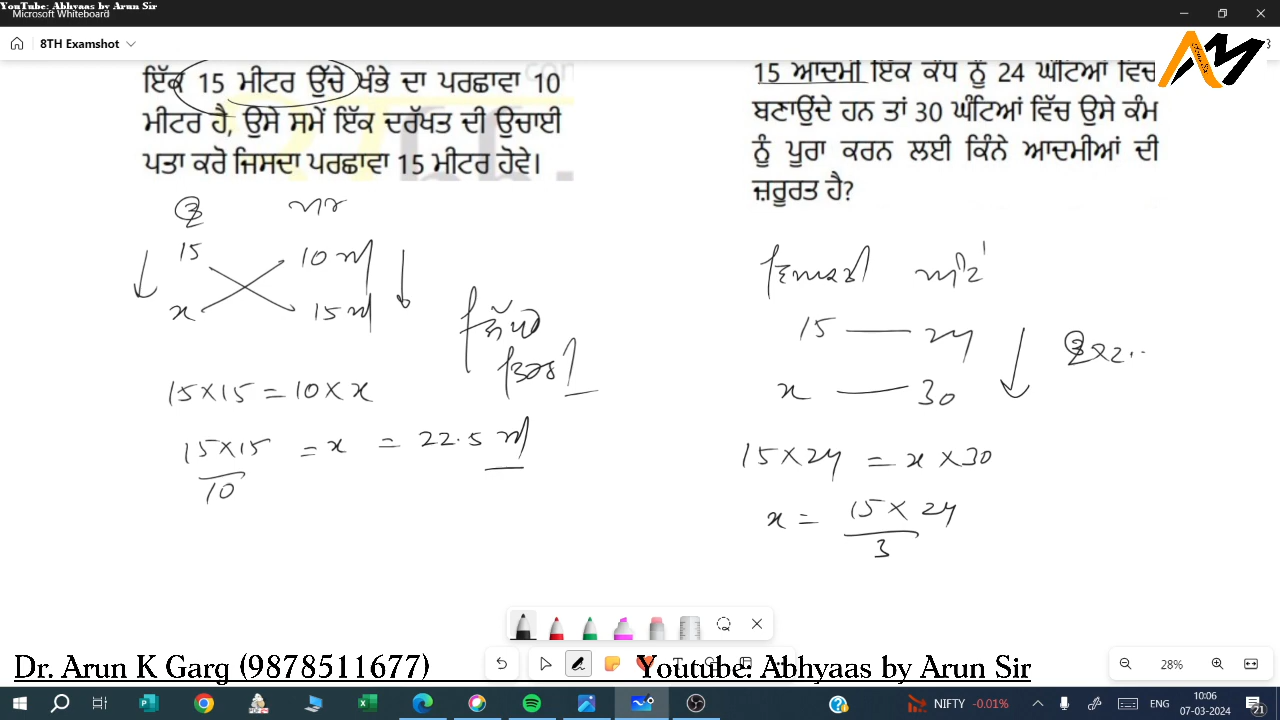 YouTube: Abhyaas by Arun Sir
Microsoft Whiteboard
8TH Examshot
ਇੱਕ 15 ਮੀਟਰ ਉੱਚੇ ਖੰਭੇ ਦਾ ਪਰਛਾਵਾ 10
ਮੀਟਰ ਹੈ, ਉਸੇ ਸਮੇਂ ਇੱਕ ਦਰੱਖਤ ਦੀ ਉਚਾਈ
ਪਤਾ ਕਰੋ ਜਿਸਦਾ ਪਰਛਾਵਾ 15 ਮੀਟਰ ਹੋਵੇ।
15 10 ਮੀ
x 15 ਮੀ
15 × 15 = 10 × x
15 × 15 = x = 22.5 ਮੀ
10
15 ਆਦਮੀ ਇੱਕ ਕੰਧ ਨੂੰ 24 ਘੰਟਿਆਂ ਵਿੱਚ
ਬਣਾਉਂਦੇ ਹਨ ਤਾਂ 30 ਘੰਟਿਆਂ ਵਿੱਚ ਉਸੇ ਕੰਮ
ਨੂੰ ਪੂਰਾ ਕਰਨ ਲਈ ਕਿੰਨੇ ਆਦਮੀਆਂ ਦੀ
ਜ਼ਰੂਰਤ ਹੈ?
15 — 24
x — 30
15 × 24 = x × 30
x = 15 × 24
3
Dr. Arun K Garg (9878511677) Youtube: Abhyaas by Arun Sir
28%
NIFTY -0.01%
ENG
10:06
07-03-2024
21